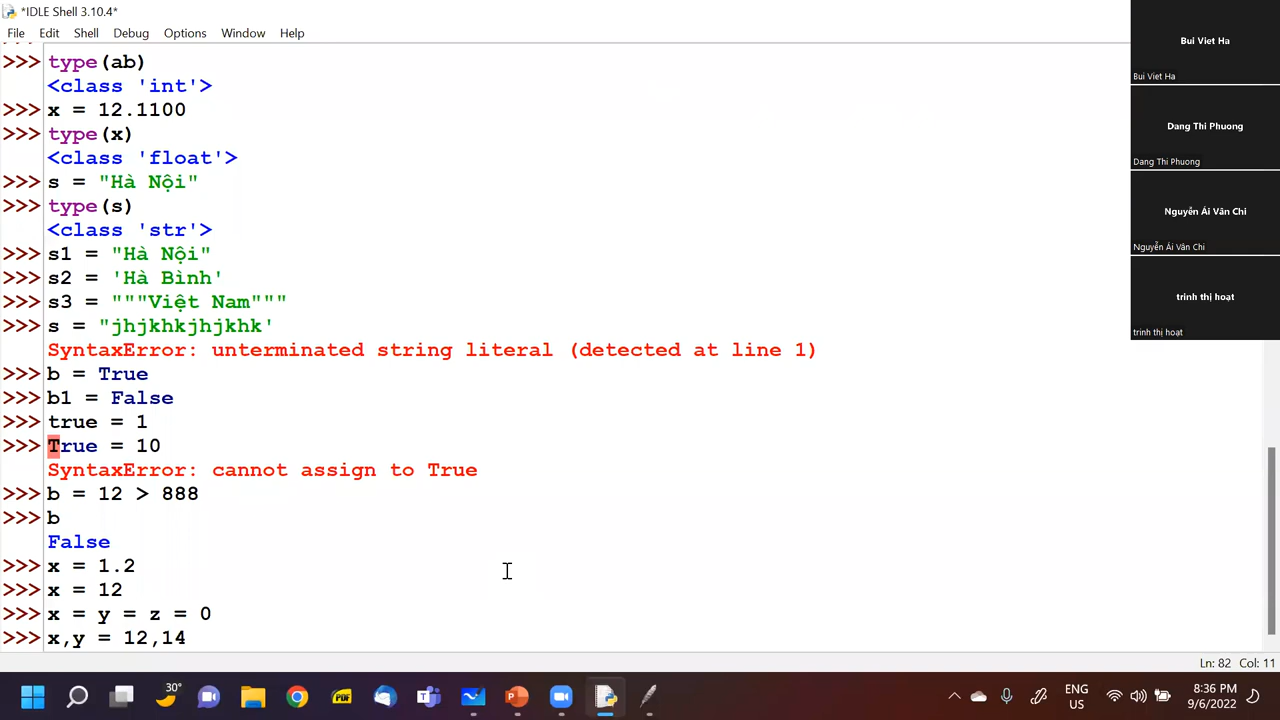 *IDLE Shell 3.10.4*
File Edit Shell Debug Options Window Help
>>> type(ab)
<class 'int'>
>>> x = 12.1100
>>> type(x)
<class 'float'>
>>> s = "Hà Nội"
>>> type(s)
<class 'str'>
>>> s1 = "Hà Nội"
>>> s2 = 'Hà Bình'
>>> s3 = """Việt Nam"""
>>> s = "jhjkhkjhjkhk'
SyntaxError: unterminated string literal (detected at line 1)
>>> b = True
>>> b1 = False
>>> true = 1
>>> True = 10
SyntaxError: cannot assign to True
>>> b = 12 > 888
>>> b
False
>>> x = 1.2
>>> x = 12
>>> x = y = z = 0
>>> x,y = 12,14
Bui Viet Ha
Bui Viet Ha
Dang Thi Phuong
Dang Thi Phuong
Nguyễn Ái Vân Chi
Nguyễn Ái Vân Chi
trinh thị hoạt
trinh thị hoạt
Ln: 82 Col: 11
30°
PDF
ENG
US
8:36 PM
9/6/2022